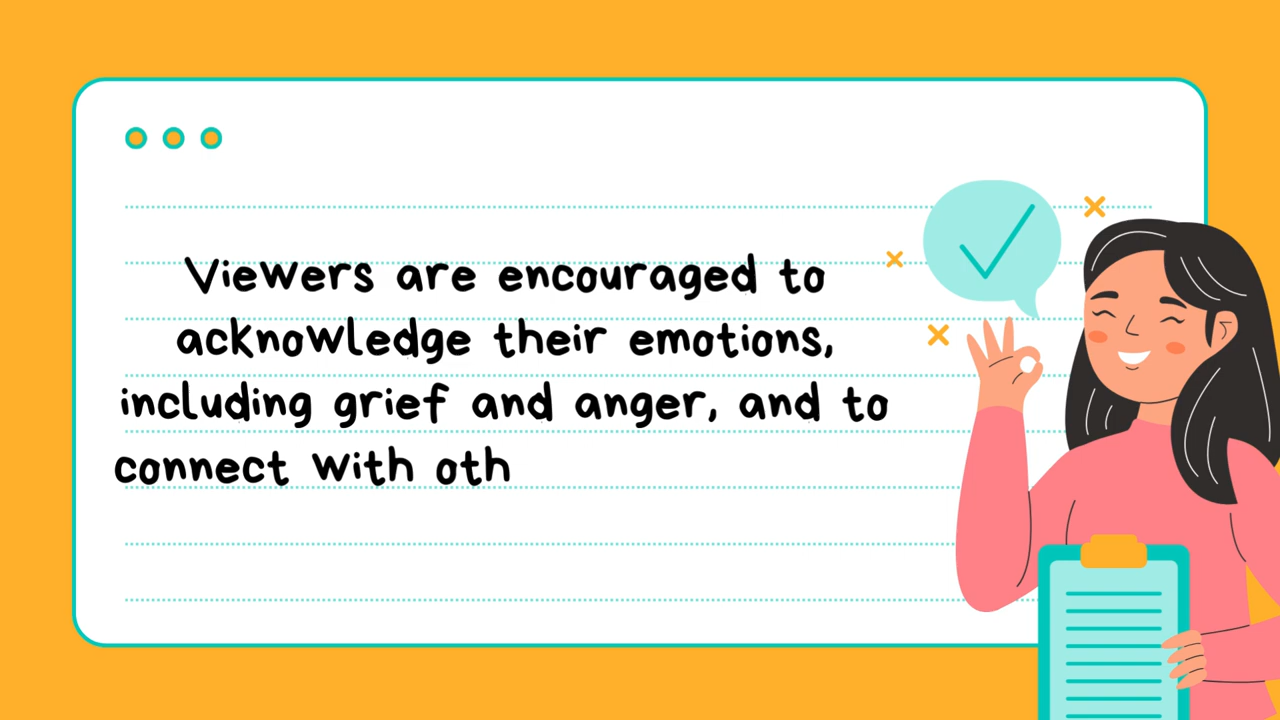 Viewers are encouraged to
acknowledge their emotions,
including grief and anger, and to
connect with oth